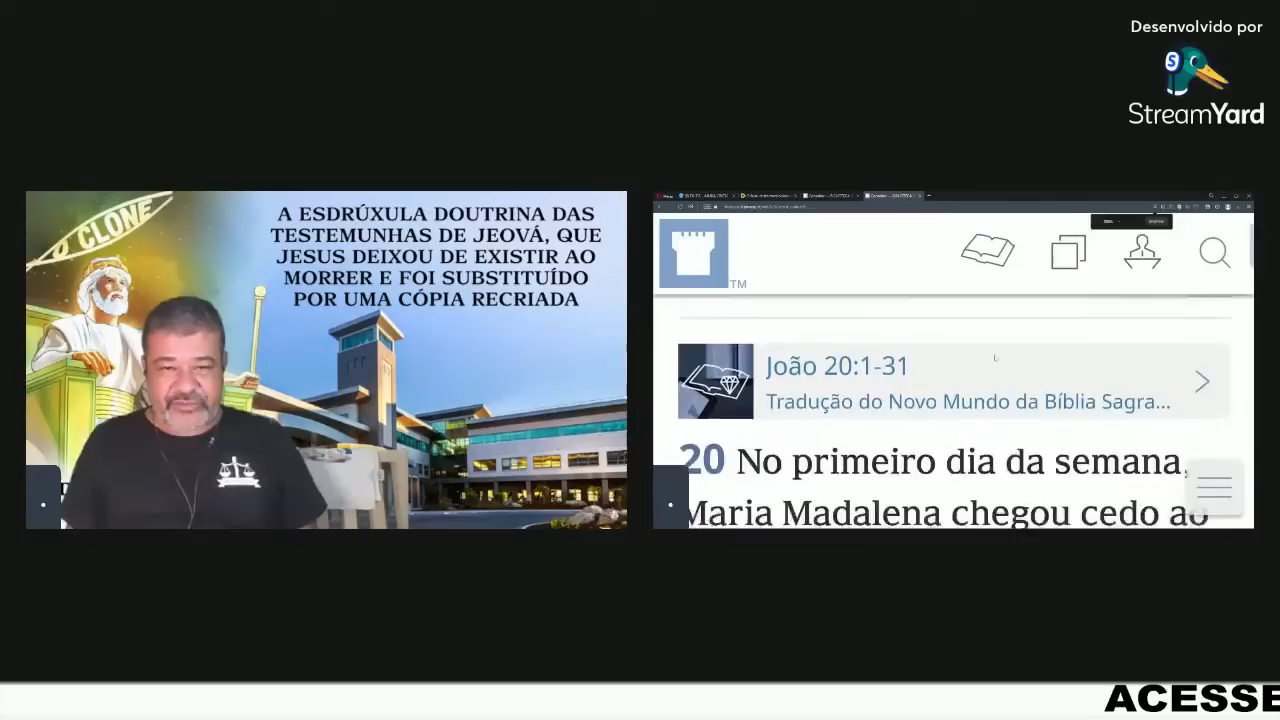 Desenvolvido por
StreamYard
O CLONE
A ESDRÚXULA DOUTRINA DAS
TESTEMUNHAS DE JEOVÁ, QUE
JESUS DEIXOU DE EXISTIR AO
MORRER E FOI SUBSTITUÍDO
POR UMA CÓPIA RECRIADA
TM
João 20:1-31
Tradução do Novo Mundo da Bíblia Sagra...
20 No primeiro dia da semana,
Maria Madalena chegou cedo ao
ACESSE